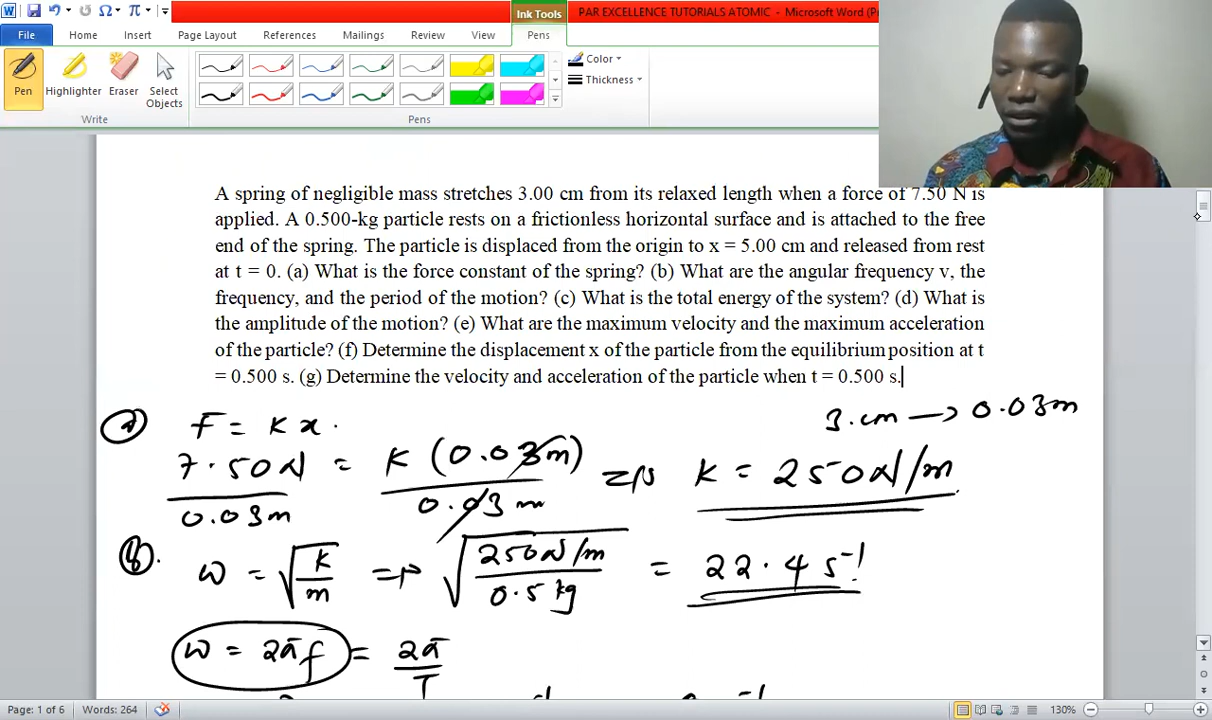 Ink Tools
PAR EXCELLENCE TUTORIALS ATOMIC - Microsoft Word (Pr
File Home Insert Page Layout References Mailings Review View Pens
Pen Highlighter Eraser Select Objects
Color
Thickness
Write Pens
A spring of negligible mass stretches 3.00 cm from its relaxed length when a force of 7.50 N is
applied. A 0.500-kg particle rests on a frictionless horizontal surface and is attached to the free
end of the spring. The particle is displaced from the origin to x = 5.00 cm and released from rest
at t = 0. (a) What is the force constant of the spring? (b) What are the angular frequency v, the
frequency, and the period of the motion? (c) What is the total energy of the system? (d) What is
the amplitude of the motion? (e) What are the maximum velocity and the maximum acceleration
of the particle? (f) Determine the displacement x of the particle from the equilibrium position at t
= 0.500 s. (g) Determine the velocity and acceleration of the particle when t = 0.500 s.
3.cm → 0.03m
(a) F = Kx
7.50N / 0.03m = K(0.03m) / 0.03m ⇒ K = 250N/m
(b). ω = √(k/m) ⇒ √(250N/m / 0.5kg) = 22.4 s⁻¹
ω = 2πf = 2π/T
Page: 1 of 6 Words: 264 130%